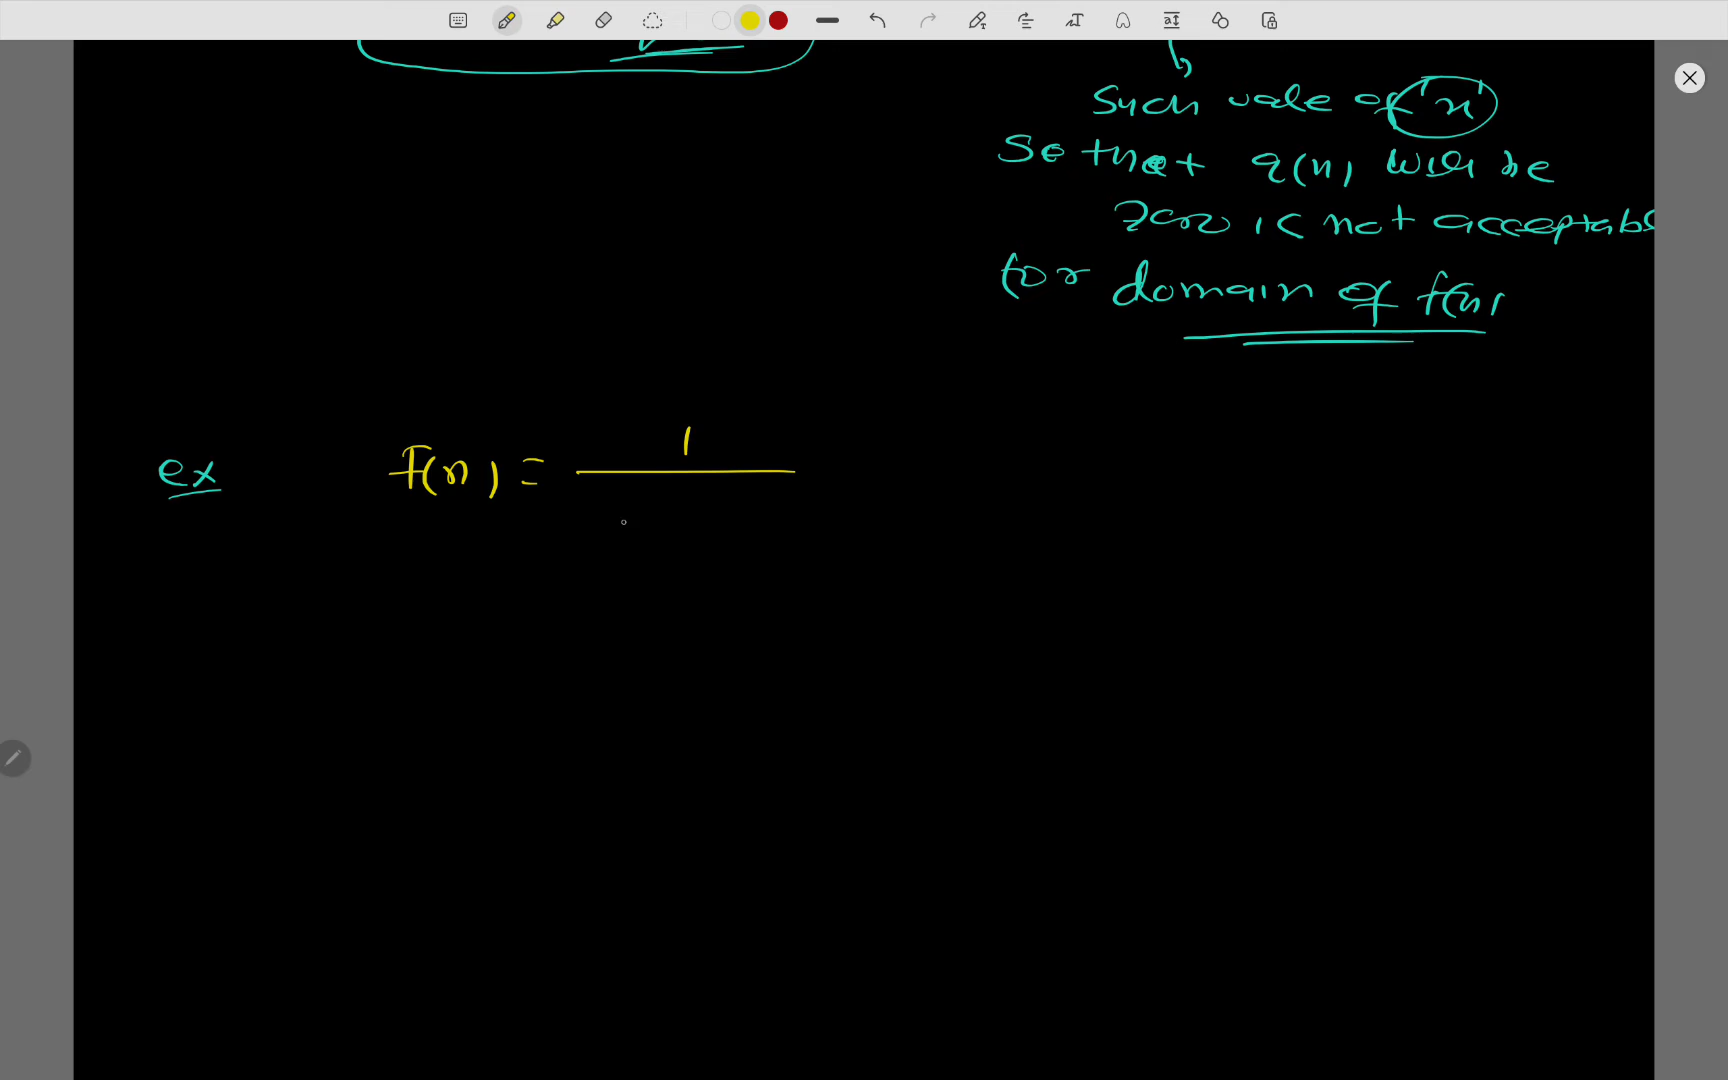 Such vale of 'x'
So that q(x) will be
zero is not acceptable
for domain of f(x)
ex F(x) = 1